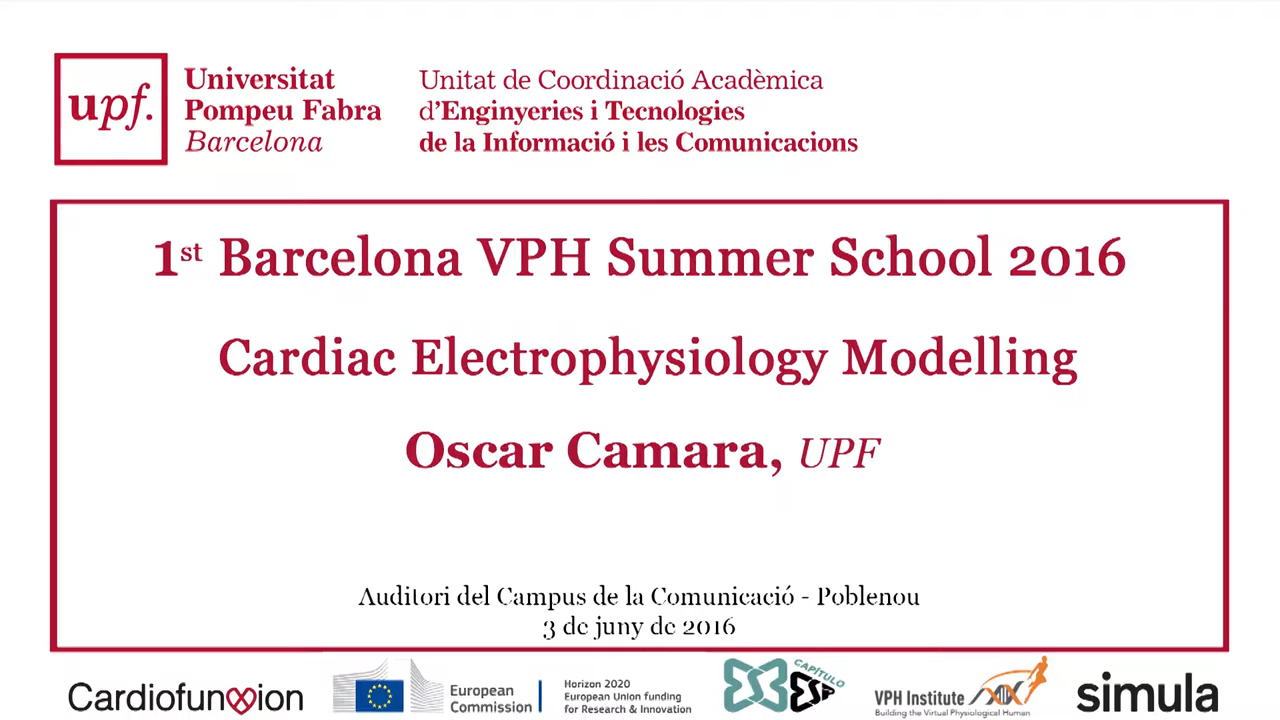 upf.
Universitat
Pompeu Fabra
Barcelona
Unitat de Coordinació Acadèmica
d'Enginyeries i Tecnologies
de la Informació i les Comunicacions
1st Barcelona VPH Summer School 2016
Cardiac Electrophysiology Modelling
Oscar Camara, UPF
Auditori del Campus de la Comunicació - Poblenou
3 de juny de 2016
Cardiofunxion
European
Commission
Horizon 2020
European Union funding
for Research & Innovation
CAPÍTULO
ESP
VPH Institute
Building the Virtual Physiological Human
simula